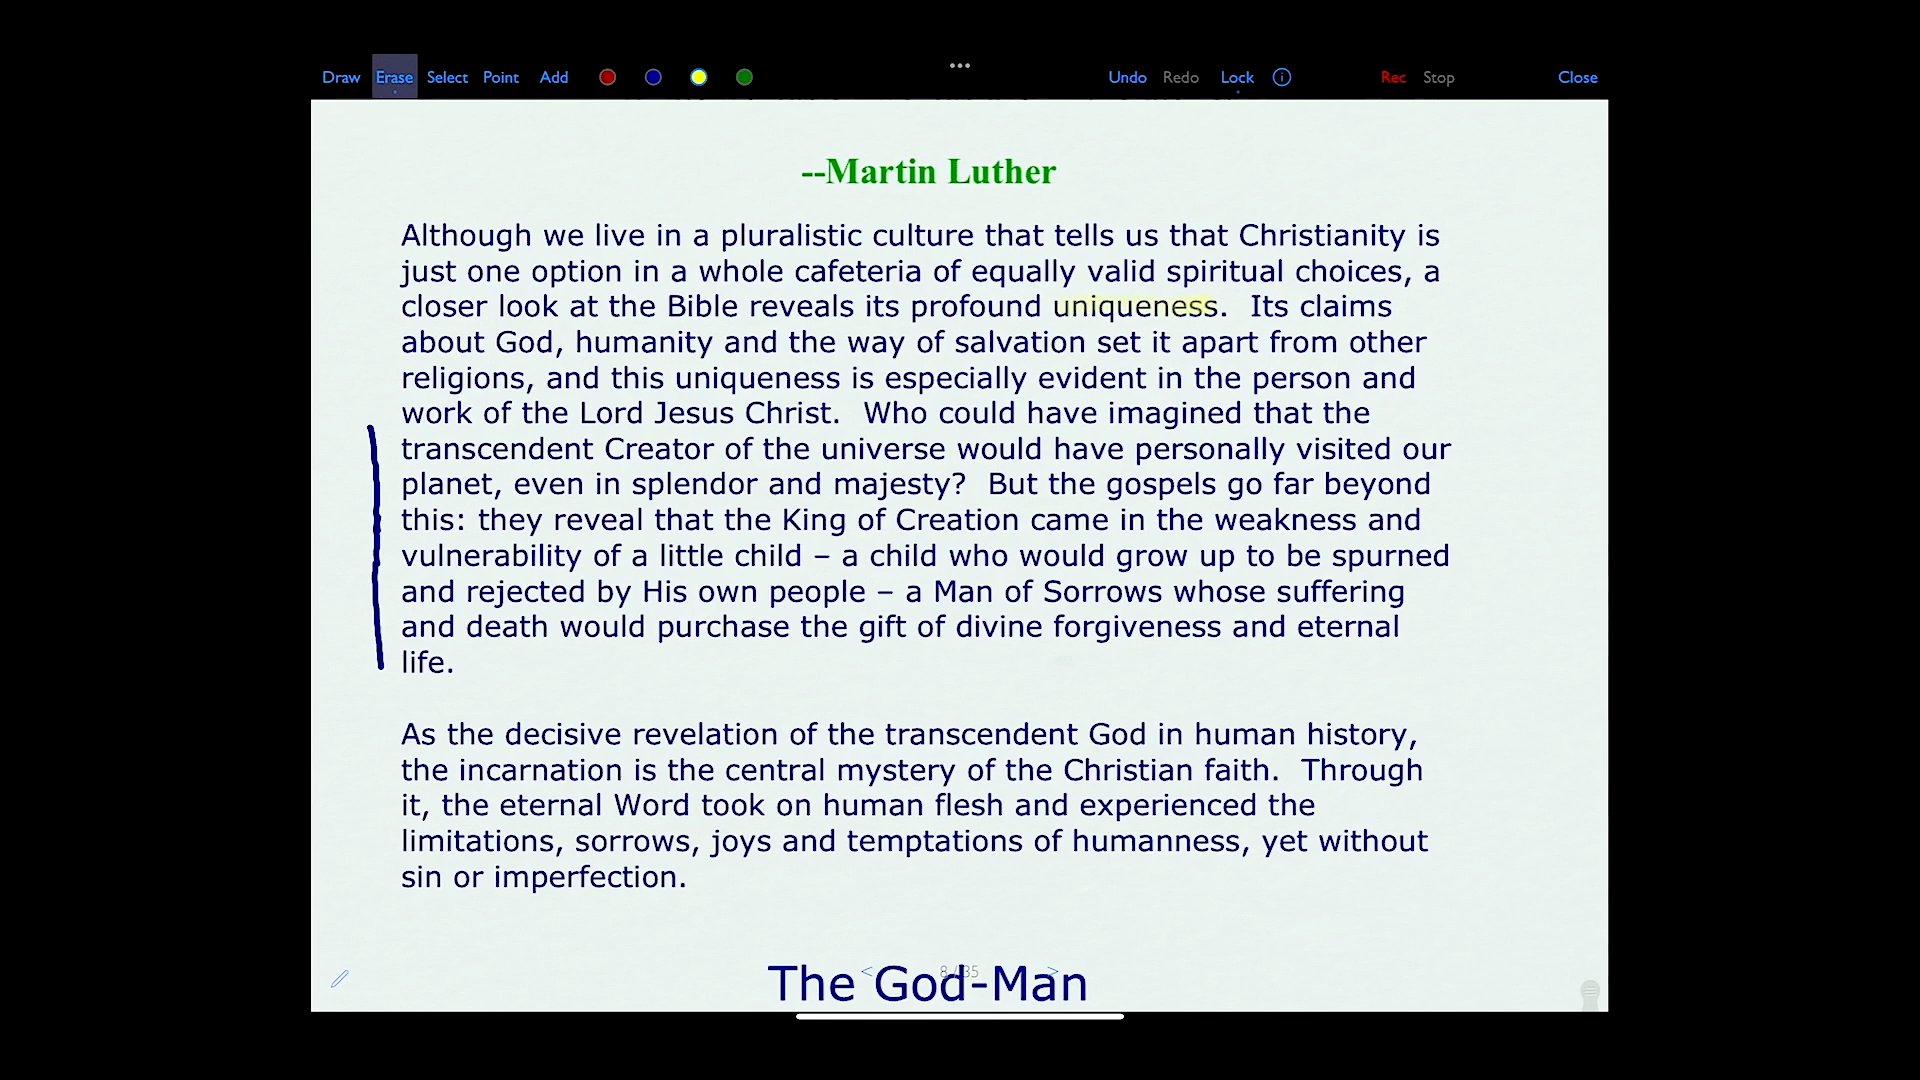 Draw Erase Select Point Add ... Undo Redo Lock Rec Stop Close
--Martin Luther
Although we live in a pluralistic culture that tells us that Christianity is
just one option in a whole cafeteria of equally valid spiritual choices, a
closer look at the Bible reveals its profound uniqueness.  Its claims
about God, humanity and the way of salvation set it apart from other
religions, and this uniqueness is especially evident in the person and
work of the Lord Jesus Christ.  Who could have imagined that the
transcendent Creator of the universe would have personally visited our
planet, even in splendor and majesty?  But the gospels go far beyond
this: they reveal that the King of Creation came in the weakness and
vulnerability of a little child – a child who would grow up to be spurned
and rejected by His own people – a Man of Sorrows whose suffering
and death would purchase the gift of divine forgiveness and eternal
life.
As the decisive revelation of the transcendent God in human history,
the incarnation is the central mystery of the Christian faith.  Through
it, the eternal Word took on human flesh and experienced the
limitations, sorrows, joys and temptations of humanness, yet without
sin or imperfection.
< 8 / 35 >
The God-Man